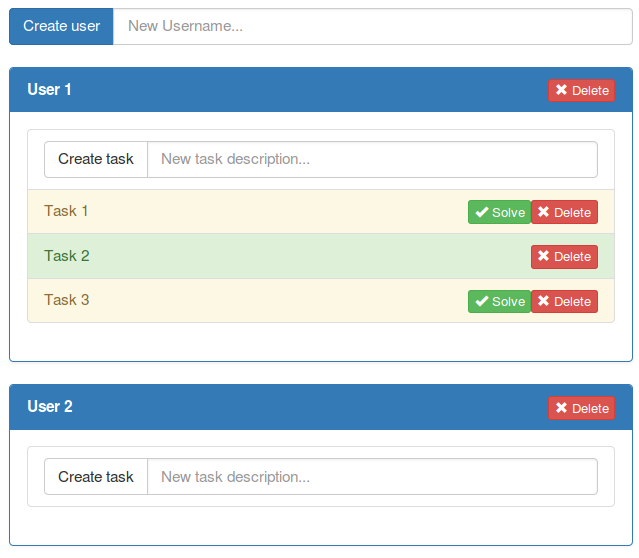 Create user New Username...
User 1 Delete
Create task New task description...
Task 1 Solve Delete
Task 2 Delete
Task 3 Solve Delete
User 2 Delete
Create task New task description...